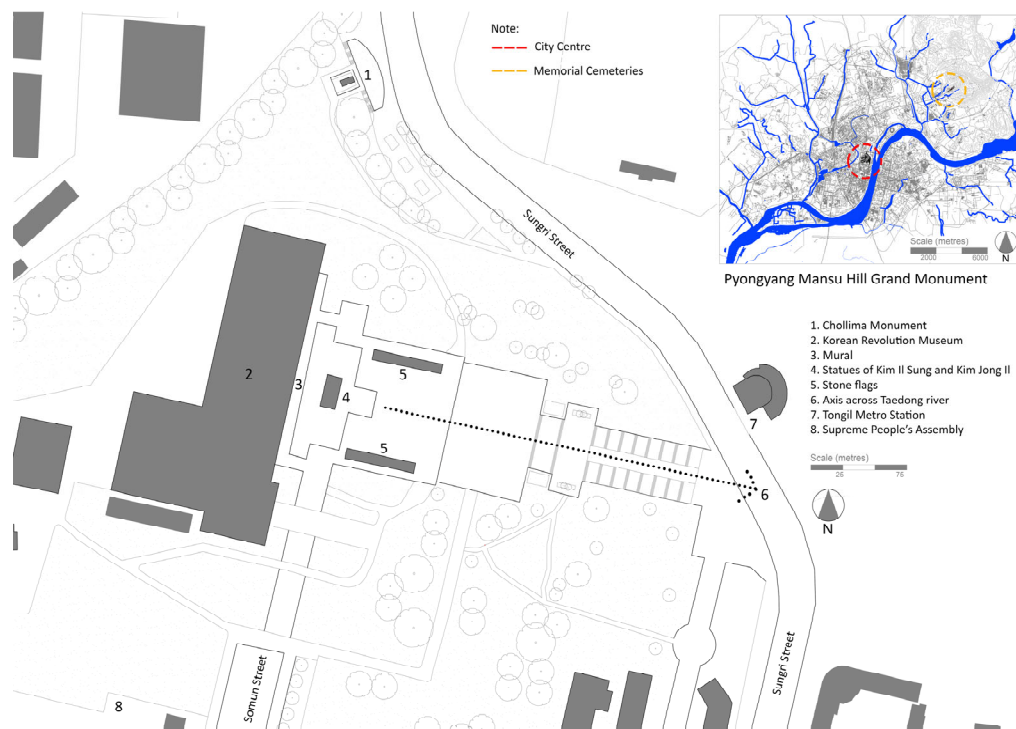 Note:
City Centre
Memorial Cemeteries
1
Sungri Street
Scale (metres)
2000 6000
N
Pyongyang Mansu Hill Grand Monument
1. Chollima Monument
2. Korean Revolution Museum
3. Mural
4. Statues of Kim Il Sung and Kim Jong Il
5. Stone flags
6. Axis across Taedong river
7. Tongil Metro Station
8. Supreme People's Assembly
Scale (metres)
25 75
N
2
3
4
5
5
6
7
8
Somun Street
Sungri Street